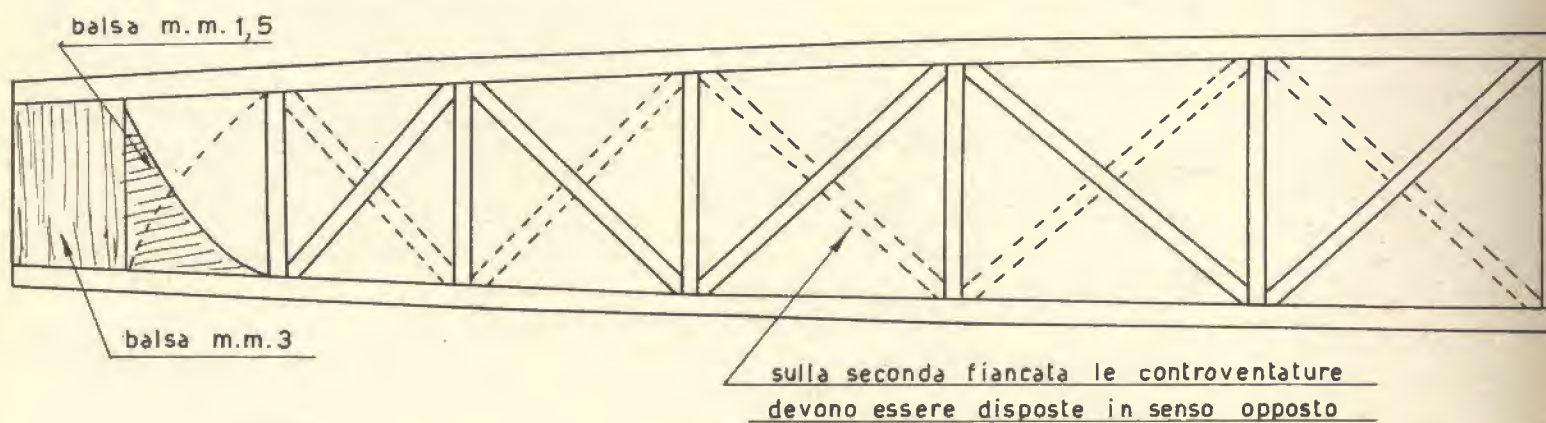 balsa m.m. 1,5
balsa m.m. 3
sulla seconda fiancata le controventature
devono essere disposte in senso opposto